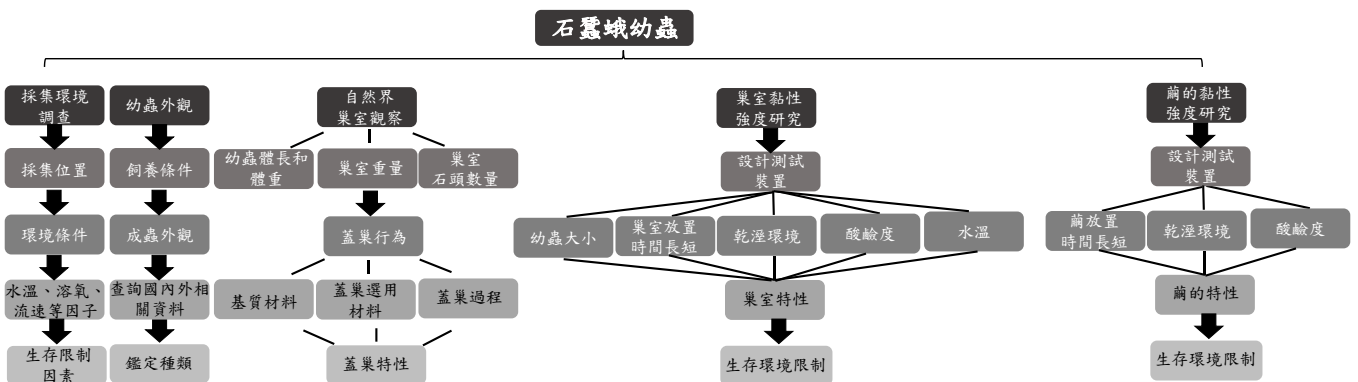 石蠶蛾幼蟲
採集環境
調查
採集位置
環境條件
水溫、溶氧、
流速等因子
生存限制
因素
幼蟲外觀
飼養條件
成蟲外觀
查詢國內外相
關資料
鑑定種類
自然界
巢室觀察
幼蟲體長和
體重
巢室重量
巢室
石頭數量
蓋巢行為
基質材料
蓋巢選用
材料
蓋巢過程
蓋巢特性
巢室黏性
強度研究
設計測試
裝置
幼蟲大小
巢室放置
時間長短
乾溼環境
酸鹼度
水溫
巢室特性
生存環境限制
繭的黏性
強度研究
設計測試
裝置
繭放置
時間長短
乾溼環境
酸鹼度
繭的特性
生存環境限制